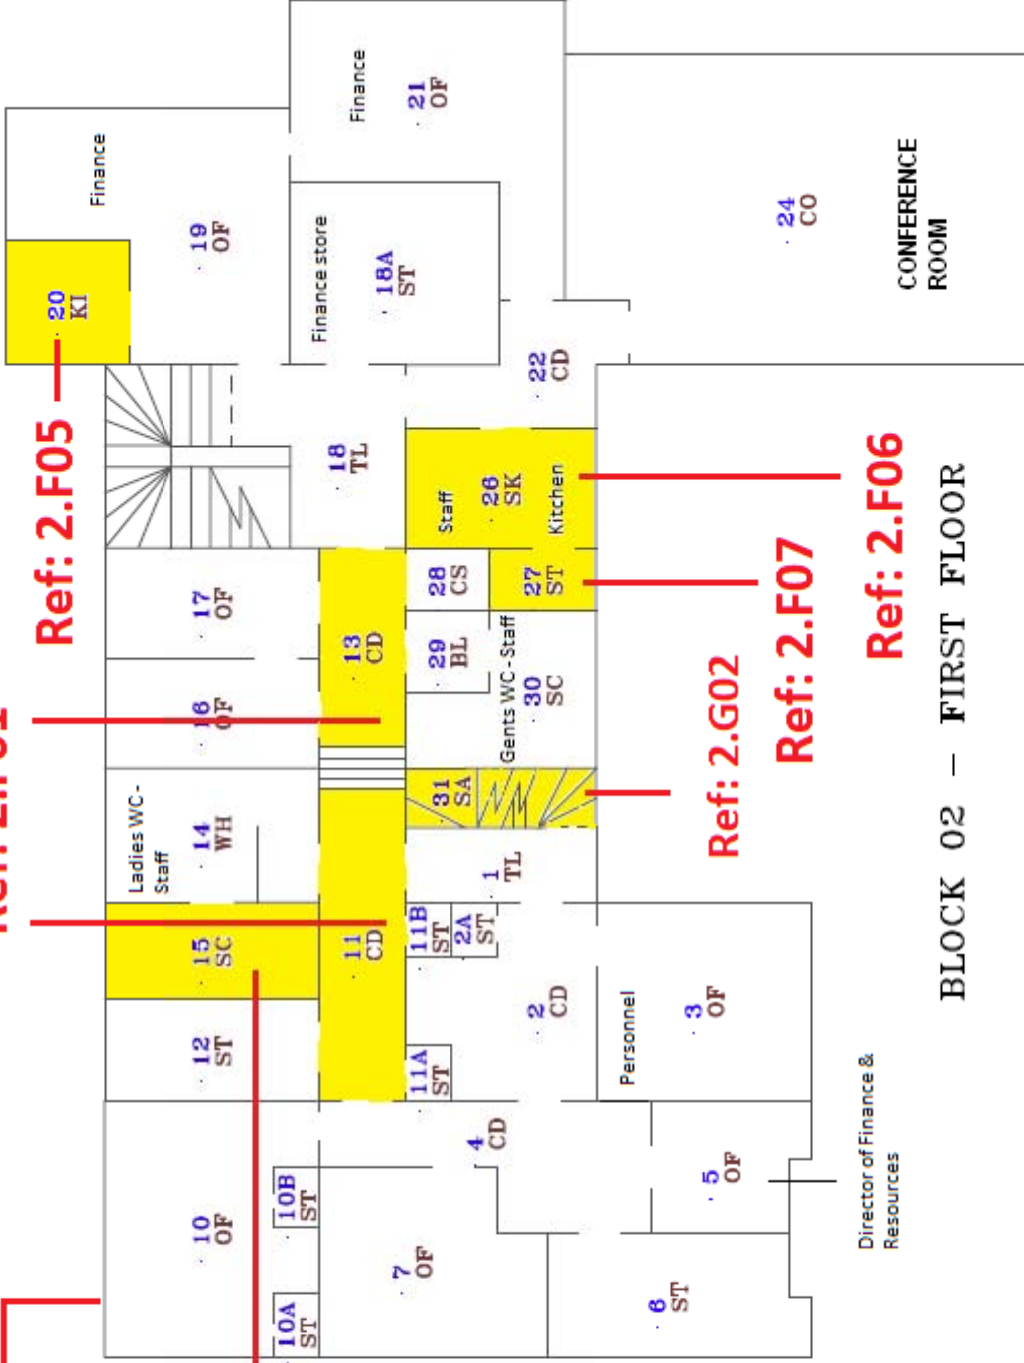 Ref: 2.F05
20
KI
Finance
Ladies WC -
Staff
10
OF
12
ST
15
SC
14
WH
16
OF
17
OF
19
OF
10A
ST
10B
ST
Finance store
11
CD
13
CD
18
TL
Finance
18A
ST
7
OF
11A
ST
11B
ST
29
BL
28
CS
21
OF
31
SA
Staff
26
SK
Kitchen
2A
ST
4
CD
1
TL
Gents WC - Staff
30
SC
27
ST
2
CD
22
CD
Personnel
6
ST
5
OF
3
OF
Ref: 2.G02
Ref: 2.F07
24
CO
Director of Finance &
Resources
Ref: 2.F06
CONFERENCE
ROOM
BLOCK 02 – FIRST FLOOR